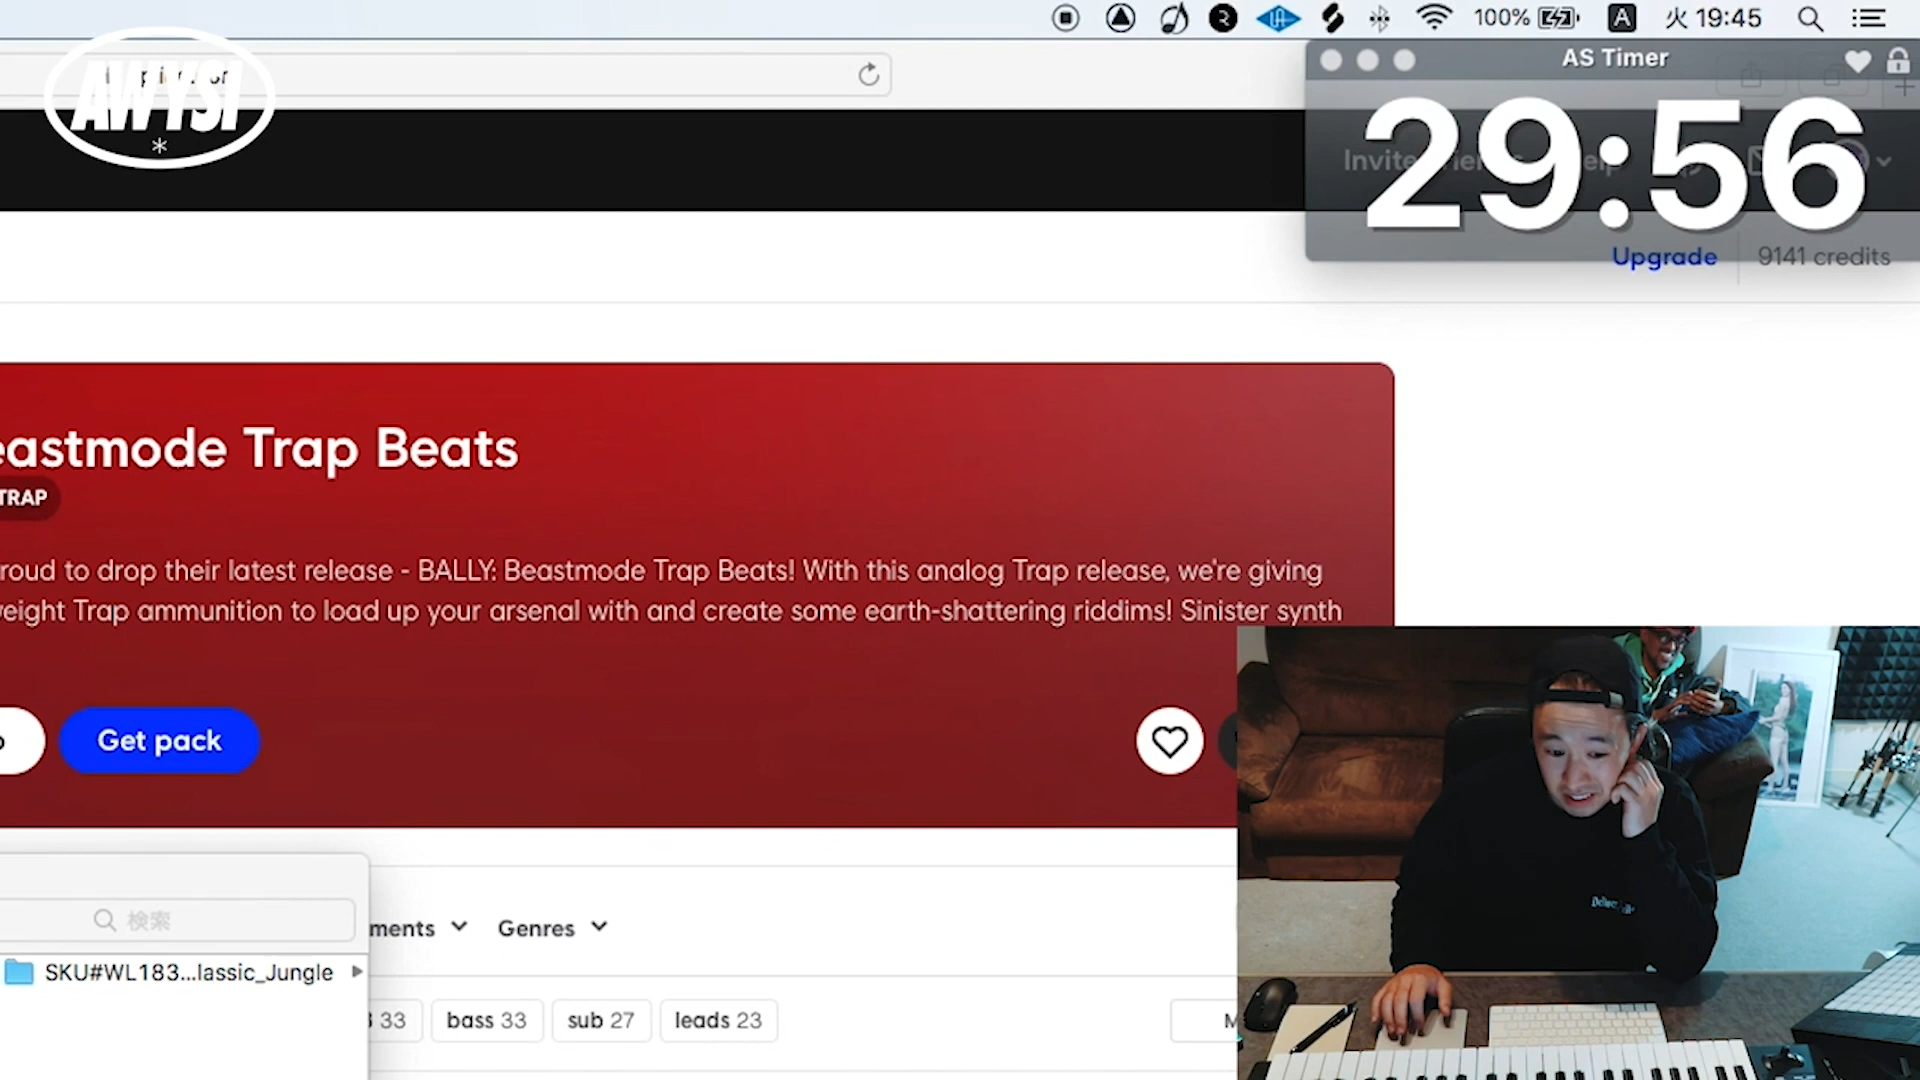 100%
A
火 19:45
AS Timer
AWYSI
*
29:56
Upgrade
9141 credits
eastmode Trap Beats
TRAP
roud to drop their latest release - BALLY: Beastmode Trap Beats! With this analog Trap release, we're giving
weight Trap ammunition to load up your arsenal with and create some earth-shattering riddims! Sinister synth
Get pack
検索
ments
Genres
SKU#WL183...lassic_Jungle
33
bass 33
sub 27
leads 23